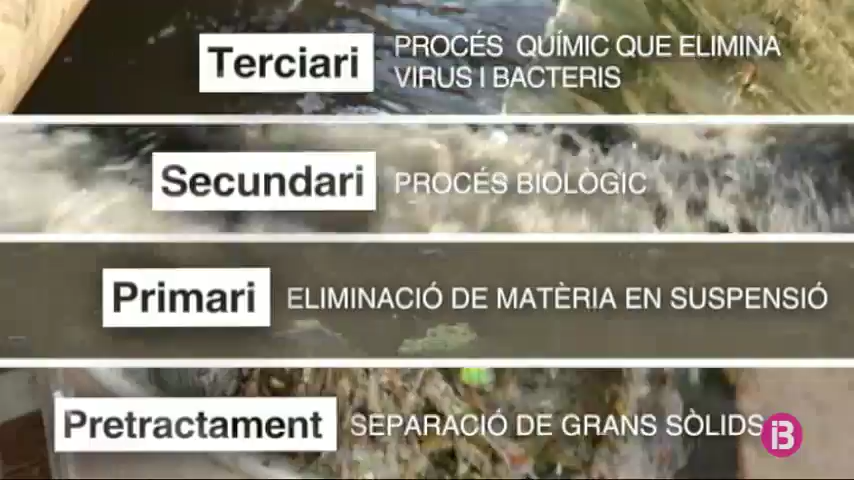 Terciari
PROCÉS QUÍMIC QUE ELIMINA
VIRUS I BACTERIS
Secundari
PROCÉS BIOLÒGIC
Primari
ELIMINACIÓ DE MATÈRIA EN SUSPENSIÓ
Pretractament
SEPARACIÓ DE GRANS SÒLIDS
iB